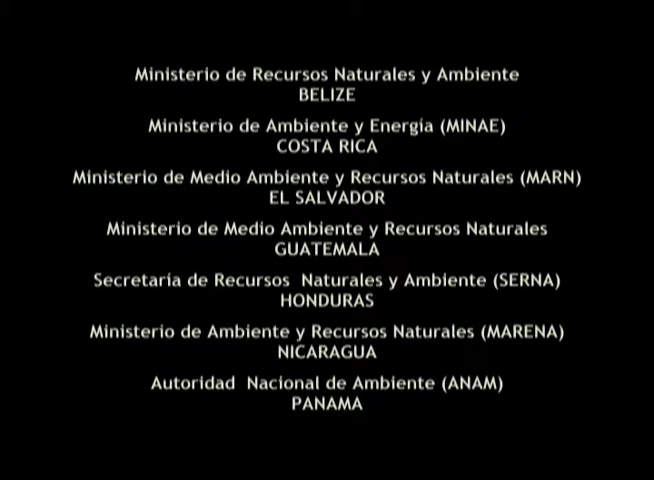 Ministerio de Recursos Naturales y Ambiente
BELIZE
Ministerio de Ambiente y Energía (MINAE)
COSTA RICA
Ministerio de Medio Ambiente y Recursos Naturales (MARN)
EL SALVADOR
Ministerio de Medio Ambiente y Recursos Naturales
GUATEMALA
Secretaría de Recursos  Naturales y Ambiente (SERNA)
HONDURAS
Ministerio de Ambiente y Recursos Naturales (MARENA)
NICARAGUA
Autoridad  Nacional de Ambiente (ANAM)
PANAMA